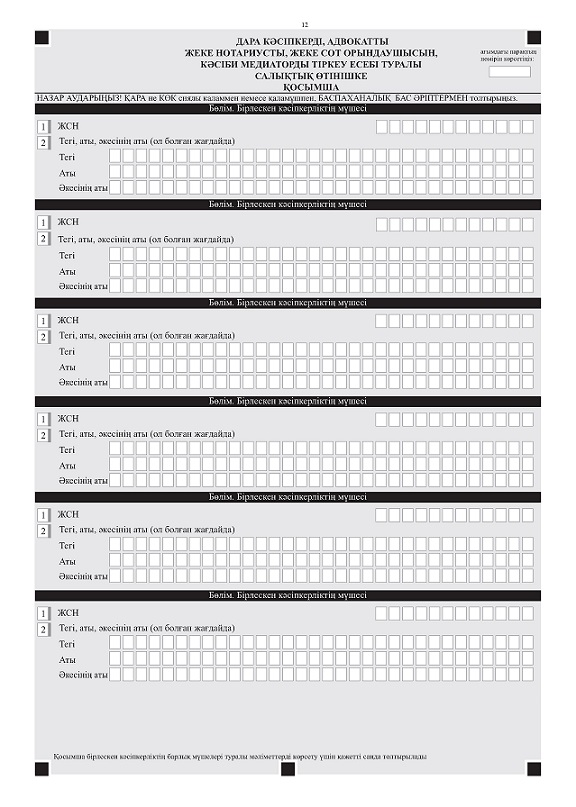 12
ДАРА КӘСІПКЕРДІ, АДВОКАТТЫ
ЖЕКЕ НОТАРИУСТЫ, ЖЕКЕ СОТ ОРЫНДАУШЫСЫН,
КӘСІБИ МЕДИАТОРДЫ ТІРКЕУ ЕСЕБІ ТУРАЛЫ
САЛЫҚТЫҚ ӨТІНІШКЕ
ҚОСЫМША
ағымдағы парақтың
нөмірін көрсетіңіз:
НАЗАР АУДАРЫҢЫЗ! ҚАРА не КӨК сиялы қаламмен немесе қаламұшпен, БАСПАХАНАЛЫҚ БАС ӘРІПТЕРМЕН толтырыңыз.
Бөлім. Бірлескен кәсіпкерліктің мүшесі
1 ЖСН
2 Тегі, аты, әкесінің аты (ол болған жағдайда)
Тегі
Аты
Әкесінің аты
Бөлім. Бірлескен кәсіпкерліктің мүшесі
1 ЖСН
2 Тегі, аты, әкесінің аты (ол болған жағдайда)
Тегі
Аты
Әкесінің аты
Бөлім. Бірлескен кәсіпкерліктің мүшесі
1 ЖСН
2 Тегі, аты, әкесінің аты (ол болған жағдайда)
Тегі
Аты
Әкесінің аты
Бөлім. Бірлескен кәсіпкерліктің мүшесі
1 ЖСН
2 Тегі, аты, әкесінің аты (ол болған жағдайда)
Тегі
Аты
Әкесінің аты
Бөлім. Бірлескен кәсіпкерліктің мүшесі
1 ЖСН
2 Тегі, аты, әкесінің аты (ол болған жағдайда)
Тегі
Аты
Әкесінің аты
Бөлім. Бірлескен кәсіпкерліктің мүшесі
1 ЖСН
2 Тегі, аты, әкесінің аты (ол болған жағдайда)
Тегі
Аты
Әкесінің аты
Қосымша бірлескен кәсіпкерліктің барлық мүшелері туралы мәліметтерді көрсету үшін қажетті санда толтырылады